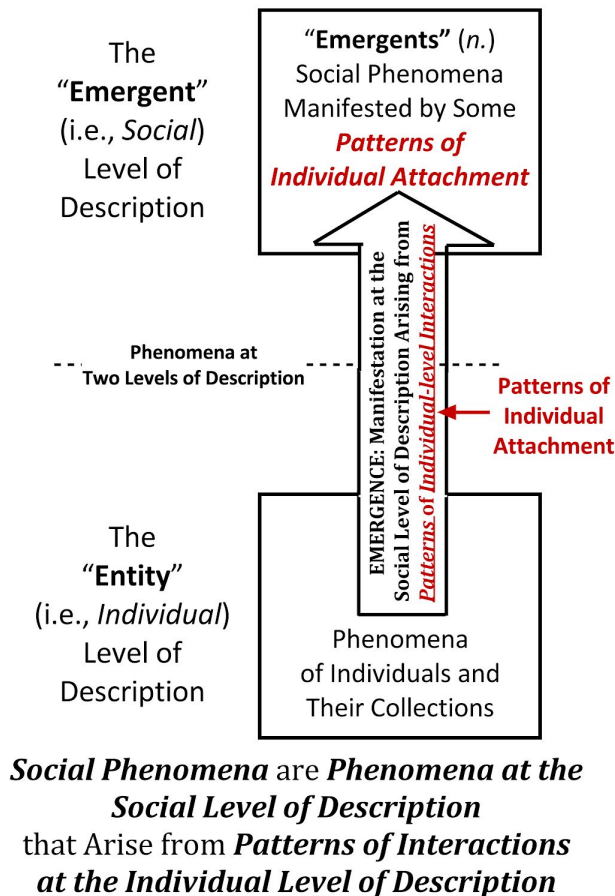 The
“Emergent”
(i.e., Social)
Level of
Description
“Emergents” (n.)
Social Phenomena
Manifested by Some
Patterns of
Individual Attachment
EMERGENCE: Manifestation at the
Social Level of Description Arising from
Patterns of Individual-level Interactions
Phenomena at
Two Levels of Description
Patterns of
Individual
Attachment
The
“Entity”
(i.e., Individual)
Level of
Description
Phenomena
of Individuals and
Their Collections
Social Phenomena are Phenomena at the
Social Level of Description
that Arise from Patterns of Interactions
at the Individual Level of Description